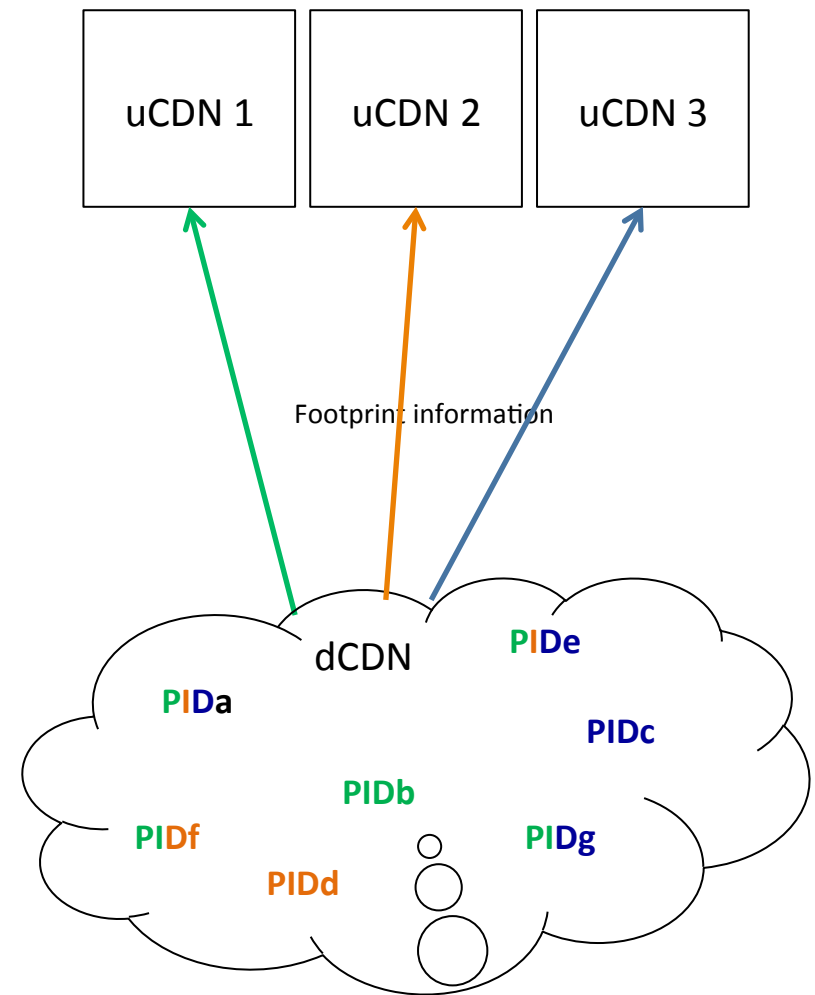 uCDN 1
uCDN 2
uCDN 3
Footprint information
dCDN
PIDe
PIDa
PIDc
PIDb
PIDf
PIDg
PIDd